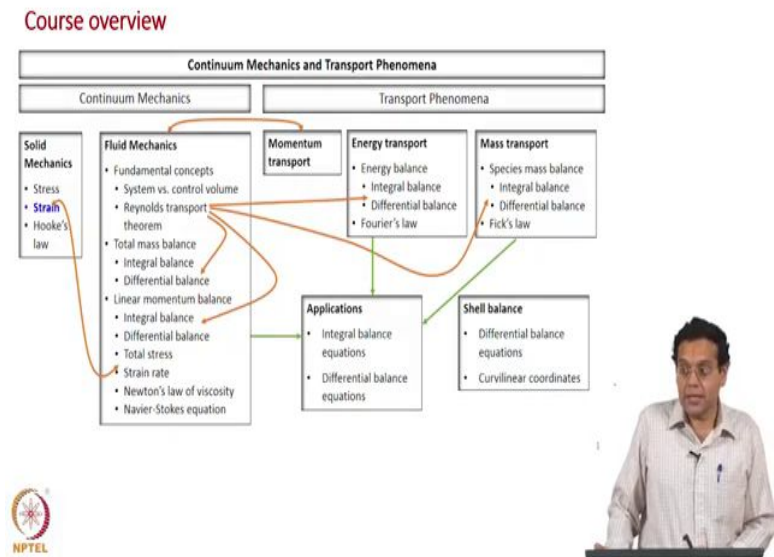 Course overview
Continuum Mechanics and Transport Phenomena
Continuum Mechanics
Transport Phenomena
Solid
Mechanics
• Stress
• Strain
• Hooke's
law
Fluid Mechanics
• Fundamental concepts
• System vs. control volume
• Reynolds transport
theorem
• Total mass balance
• Integral balance
• Differential balance
• Linear momentum balance
• Integral balance
• Differential balance
• Total stress
• Strain rate
• Newton's law of viscosity
• Navier-Stokes equation
Momentum
transport
Energy transport
• Energy balance
• Integral balance
• Differential balance
• Fourier's law
Mass transport
• Species mass balance
• Integral balance
• Differential balance
• Fick's law
Applications
• Integral balance
equations
• Differential balance
equations
Shell balance
• Differential balance
equations
• Curvilinear coordinates
NPTEL